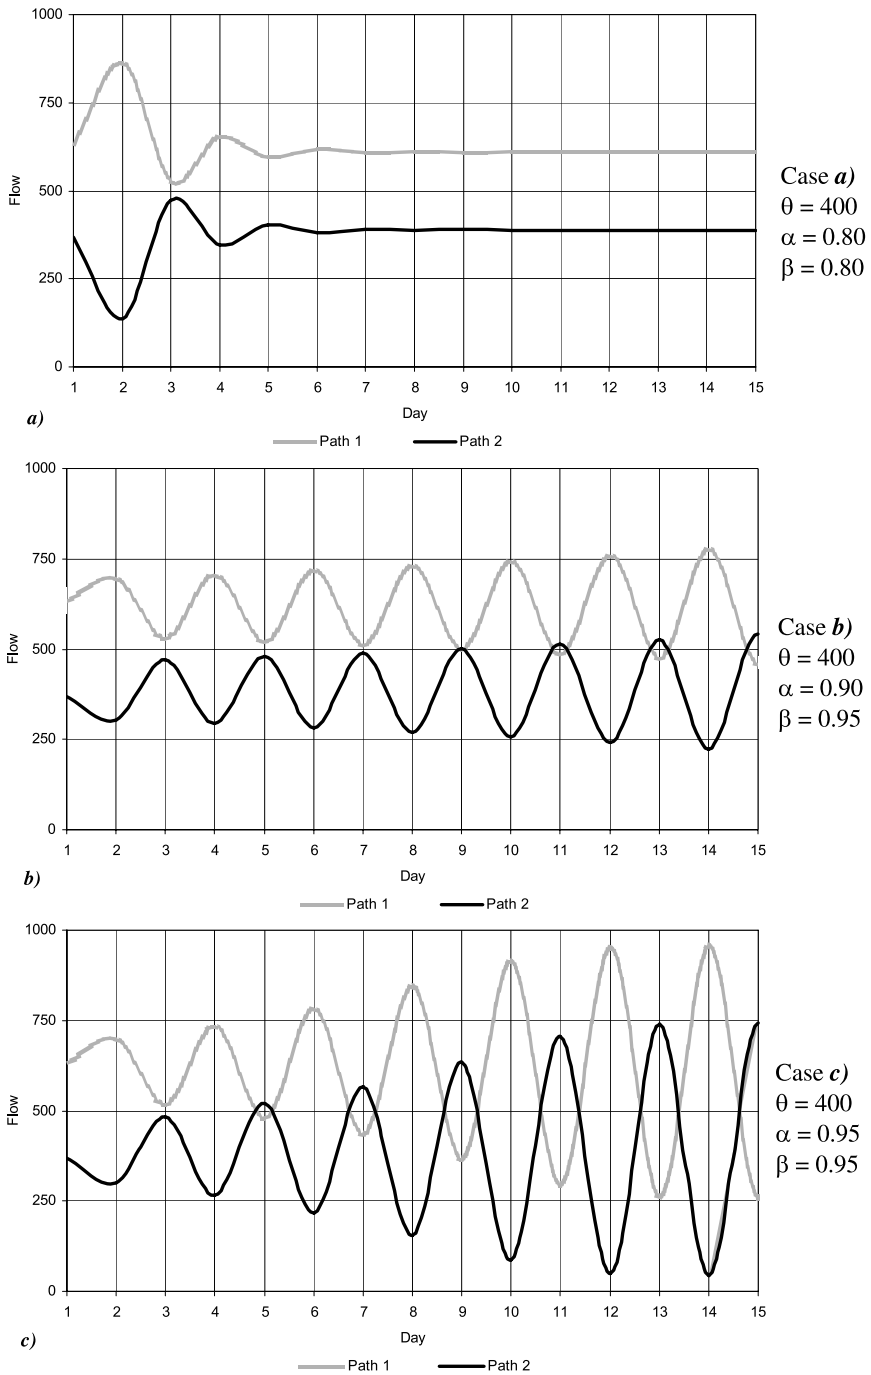 1000
750
500
250
0
Flow
1 2 3 4 5 6 7 8 9 10 11 12 13 14 15
Day
a)
Path 1 Path 2
Case a)
θ = 400
α = 0.80
β = 0.80
1000
750
500
250
0
Flow
1 2 3 4 5 6 7 8 9 10 11 12 13 14 15
Day
b)
Path 1 Path 2
Case b)
θ = 400
α = 0.90
β = 0.95
1000
750
500
250
0
Flow
1 2 3 4 5 6 7 8 9 10 11 12 13 14 15
Day
c)
Path 1 Path 2
Case c)
θ = 400
α = 0.95
β = 0.95